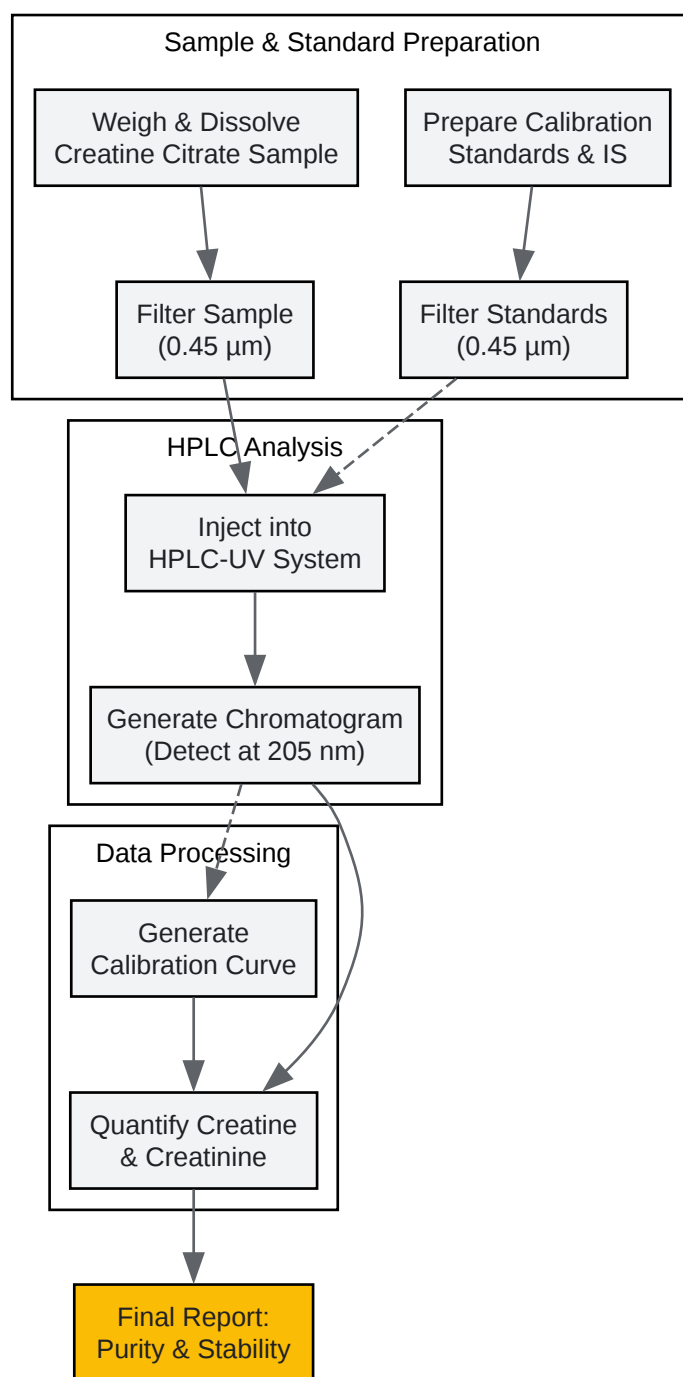 Sample & Standard Preparation
Weigh & Dissolve
Creatine Citrate Sample
Prepare Calibration
Standards & IS
Filter Sample
(0.45 µm)
Filter Standards
(0.45 µm)
HPLC Analysis
Inject into
HPLC-UV System
Generate Chromatogram
(Detect at 205 nm)
Data Processing
Generate
Calibration Curve
Quantify Creatine
& Creatinine
Final Report:
Purity & Stability